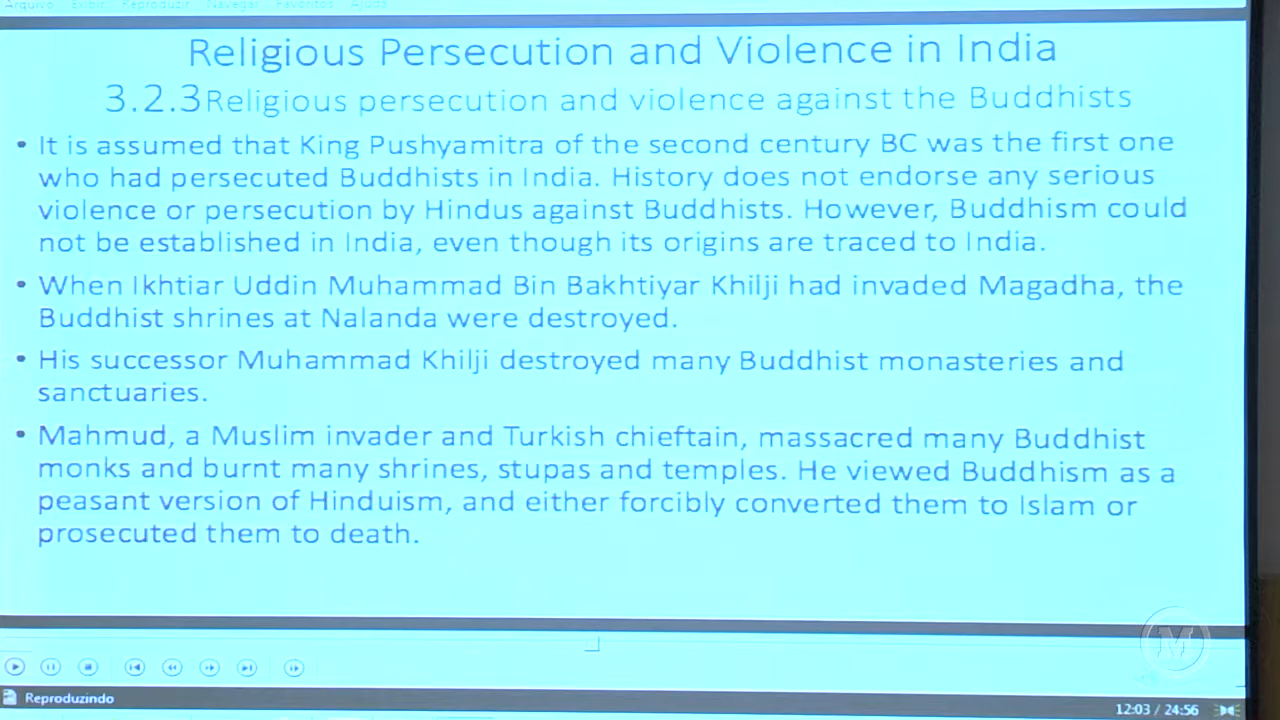 Arquivo Exibir Reproduzir Navegar Favoritos Ajuda
Religious Persecution and Violence in India
3.2.3Religious persecution and violence against the Buddhists
• It is assumed that King Pushyamitra of the second century BC was the first one
who had persecuted Buddhists in India. History does not endorse any serious
violence or persecution by Hindus against Buddhists. However, Buddhism could
not be established in India, even though its origins are traced to India.
• When Ikhtiar Uddin Muhammad Bin Bakhtiyar Khilji had invaded Magadha, the
Buddhist shrines at Nalanda were destroyed.
• His successor Muhammad Khilji destroyed many Buddhist monasteries and
sanctuaries.
• Mahmud, a Muslim invader and Turkish chieftain, massacred many Buddhist
monks and burnt many shrines, stupas and temples. He viewed Buddhism as a
peasant version of Hinduism, and either forcibly converted them to Islam or
prosecuted them to death.
M
Reproduzindo
12:03 / 24:56